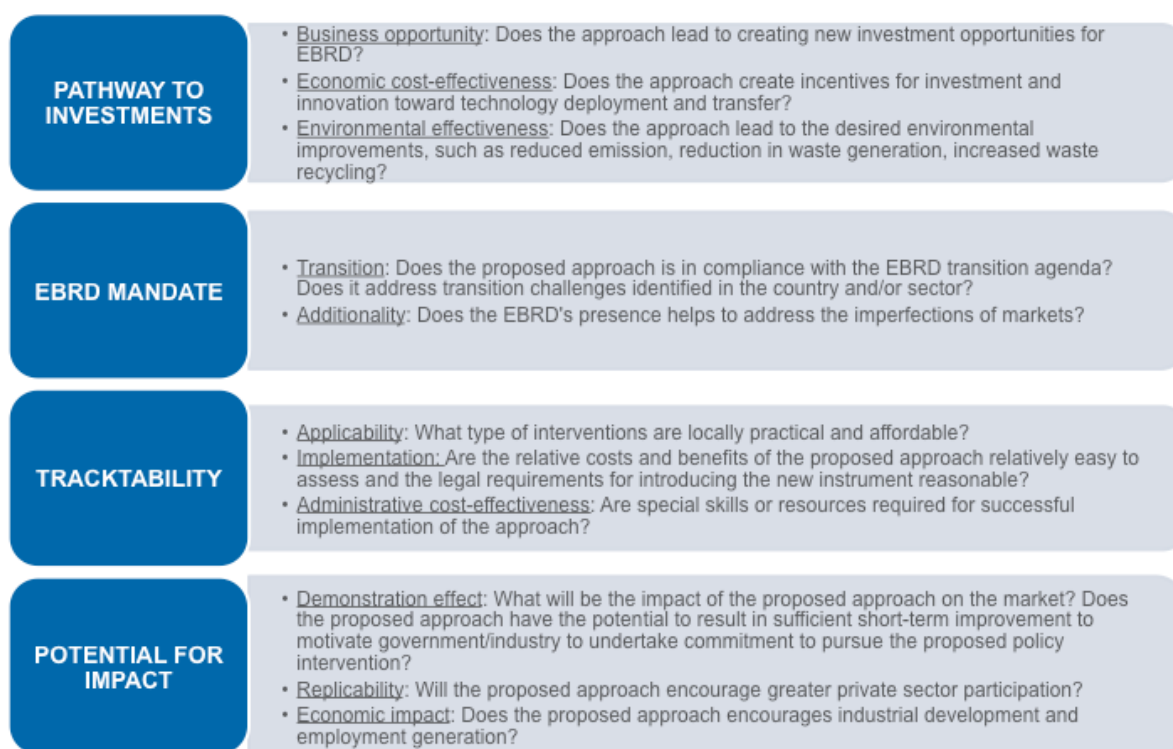 PATHWAY TO
INVESTMENTS
• Business opportunity: Does the approach lead to creating new investment opportunities for
EBRD?
• Economic cost-effectiveness: Does the approach create incentives for investment and
innovation toward technology deployment and transfer?
• Environmental effectiveness: Does the approach lead to the desired environmental
improvements, such as reduced emission, reduction in waste generation, increased waste
recycling?
EBRD MANDATE
• Transition: Does the proposed approach is in compliance with the EBRD transition agenda?
Does it address transition challenges identified in the country and/or sector?
• Additionality: Does the EBRD's presence helps to address the imperfections of markets?
TRACKTABILITY
• Applicability: What type of interventions are locally practical and affordable?
• Implementation: Are the relative costs and benefits of the proposed approach relatively easy to
assess and the legal requirements for introducing the new instrument reasonable?
• Administrative cost-effectiveness: Are special skills or resources required for successful
implementation of the approach?
POTENTIAL FOR
IMPACT
• Demonstration effect: What will be the impact of the proposed approach on the market? Does
the proposed approach have the potential to result in sufficient short-term improvement to
motivate government/industry to undertake commitment to pursue the proposed policy
intervention?
• Replicability: Will the proposed approach encourage greater private sector participation?
• Economic impact: Does the proposed approach encourages industrial development and
employment generation?